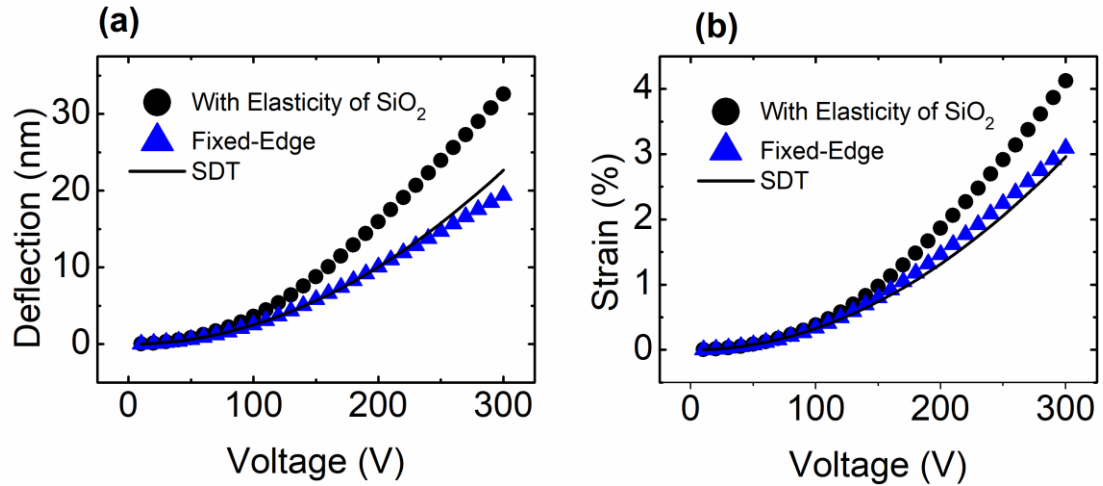 (a)
With Elasticity of SiO2
Fixed-Edge
SDT
Deflection (nm)
30
20
10
0
0 100 200 300
Voltage (V)
(b)
With Elasticity of SiO2
Fixed-Edge
SDT
Strain (%)
4
3
2
1
0
0 100 200 300
Voltage (V)